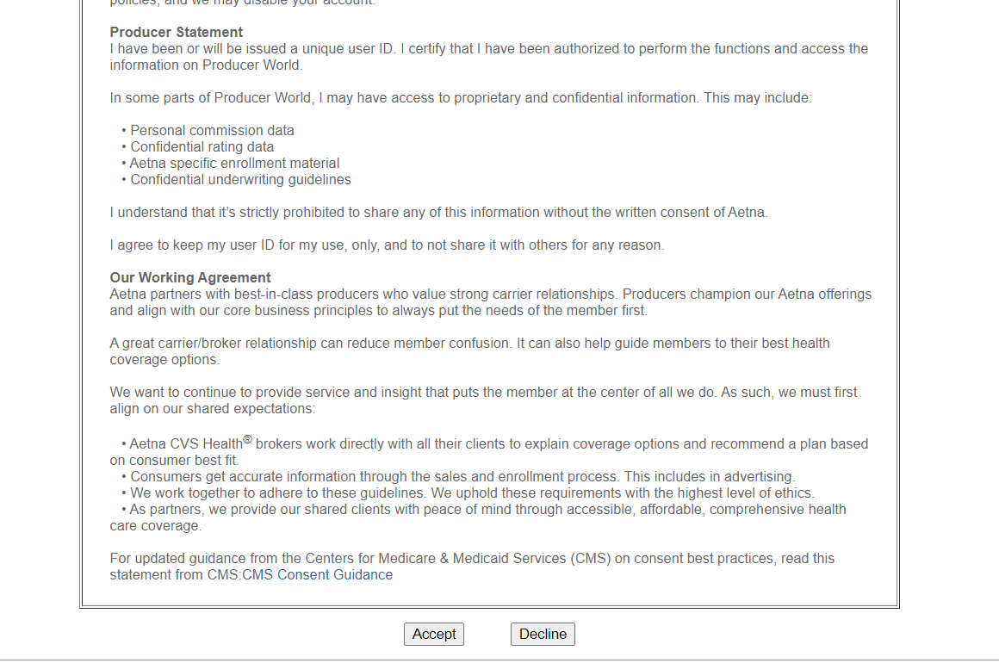 policies, and we may disable your account.
Producer Statement
I have been or will be issued a unique user ID. I certify that I have been authorized to perform the functions and access the
information on Producer World.
In some parts of Producer World, I may have access to proprietary and confidential information. This may include:
• Personal commission data
• Confidential rating data
• Aetna specific enrollment material
• Confidential underwriting guidelines
I understand that it’s strictly prohibited to share any of this information without the written consent of Aetna.
I agree to keep my user ID for my use, only, and to not share it with others for any reason.
Our Working Agreement
Aetna partners with best-in-class producers who value strong carrier relationships. Producers champion our Aetna offerings
and align with our core business principles to always put the needs of the member first.
A great carrier/broker relationship can reduce member confusion. It can also help guide members to their best health
coverage options.
We want to continue to provide service and insight that puts the member at the center of all we do. As such, we must first
align on our shared expectations:
• Aetna CVS Health® brokers work directly with all their clients to explain coverage options and recommend a plan based
on consumer best fit.
• Consumers get accurate information through the sales and enrollment process. This includes in advertising.
• We work together to adhere to these guidelines. We uphold these requirements with the highest level of ethics.
• As partners, we provide our shared clients with peace of mind through accessible, affordable, comprehensive health
care coverage.
For updated guidance from the Centers for Medicare & Medicaid Services (CMS) on consent best practices, read this
statement from CMS:CMS Consent Guidance
Accept Decline